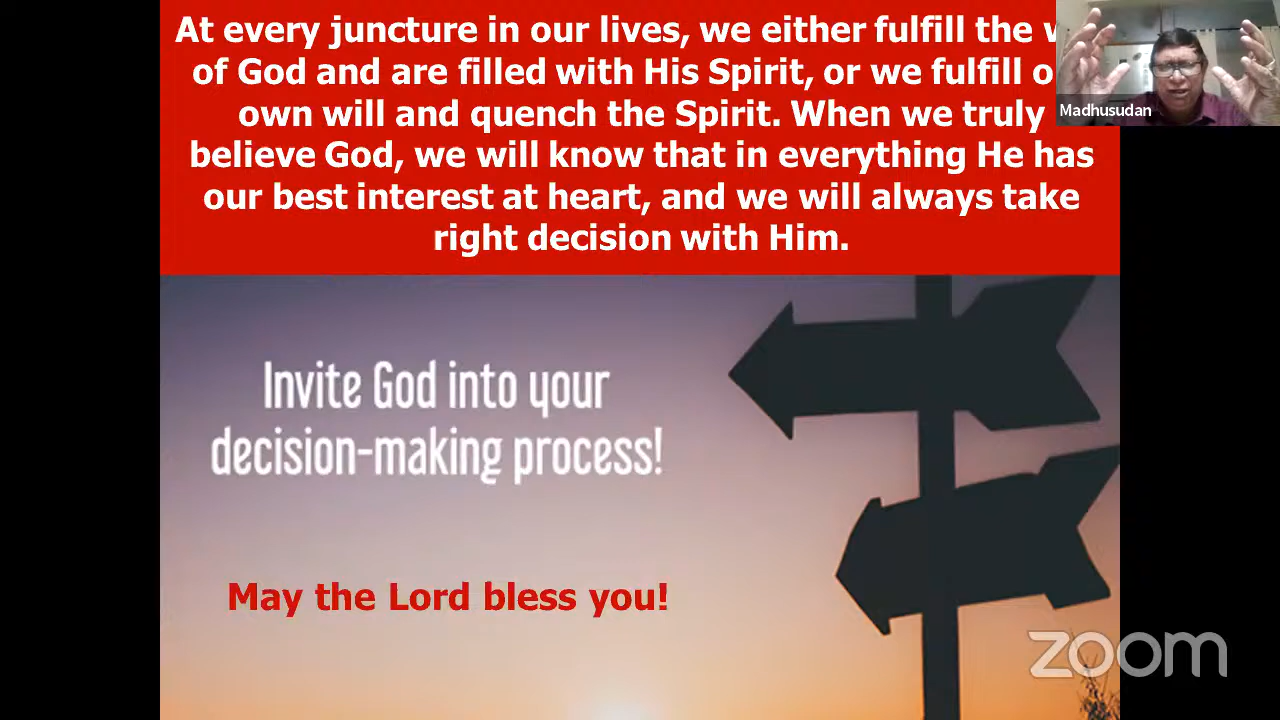 At every juncture in our lives, we either fulfill the
of God and are filled with His Spirit, or we fulfill
own will and quench the Spirit. When we truly
believe God, we will know that in everything He has
our best interest at heart, and we will always take
right decision with Him.
Madhusudan
Invite God into your
decision-making process!
May the Lord bless you!
zoom